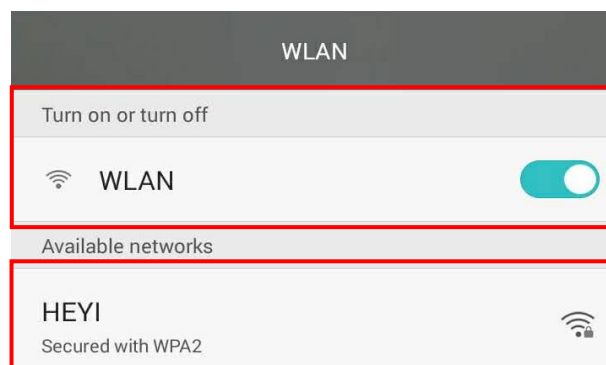 WLAN
Turn on or turn off
WLAN
Available networks
HEYI
Secured with WPA2